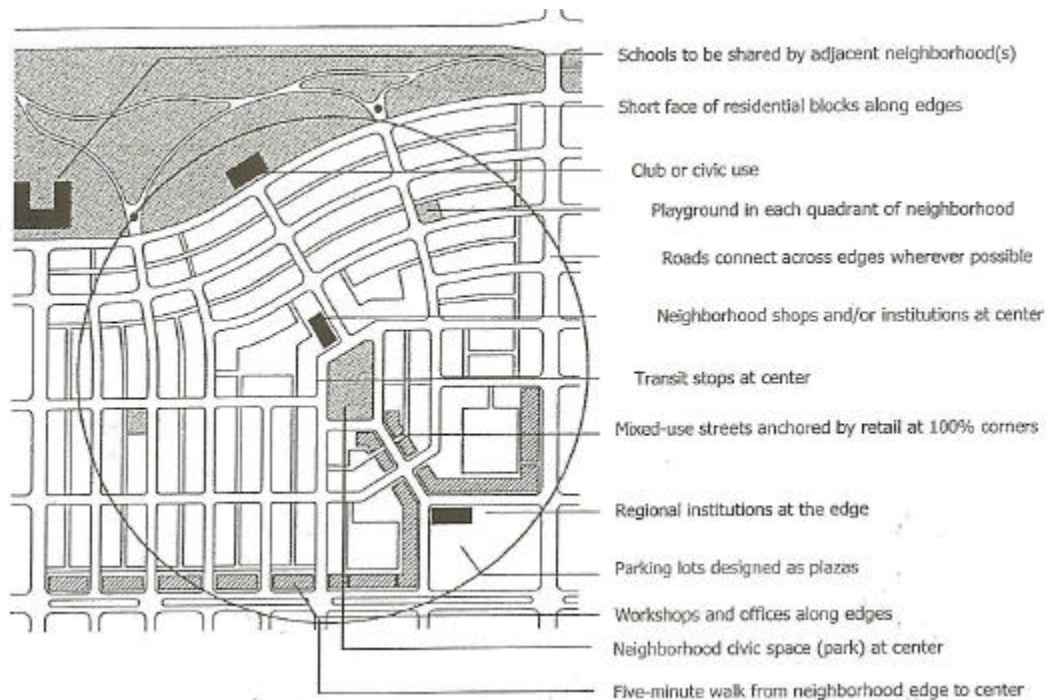 Schools to be shared by adjacent neighborhood(s)
Short face of residential blocks along edges
Club or civic use
Playground in each quadrant of neighborhood
Roads connect across edges wherever possible
Neighborhood shops and/or institutions at center
Transit stops at center
Mixed-use streets anchored by retail at 100% corners
Regional institutions at the edge
Parking lots designed as plazas
Workshops and offices along edges
Neighborhood civic space (park) at center
Five-minute walk from neighborhood edge to center